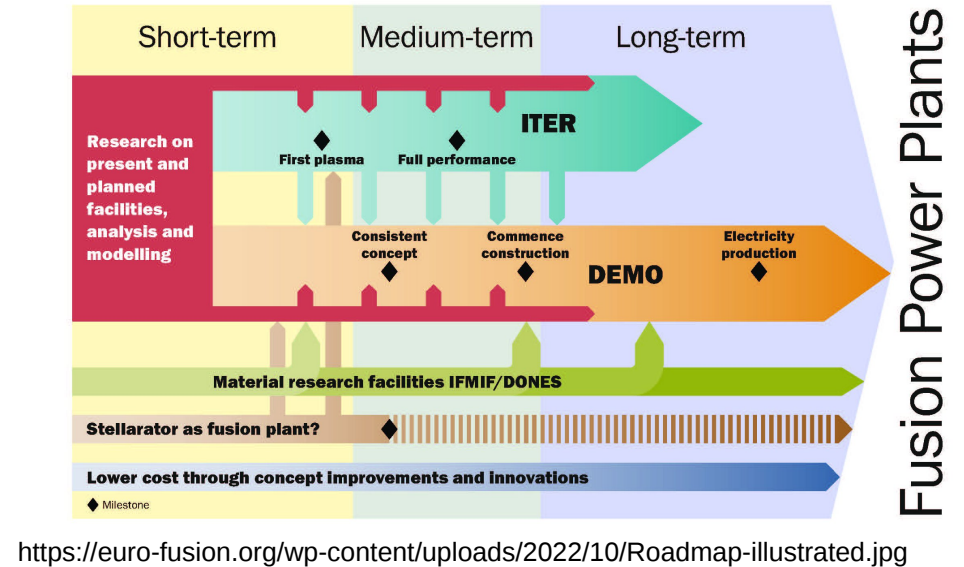 Short-term
Medium-term
Long-term
Research on
present and
planned
facilities,
analysis and
modelling
ITER
First plasma
Full performance
Consistent
concept
Commence
construction
Electricity
production
DEMO
Material research facilities IFMIF/DONES
Stellarator as fusion plant?
Lower cost through concept improvements and innovations
Milestone
Fusion Power Plants
https://euro-fusion.org/wp-content/uploads/2022/10/Roadmap-illustrated.jpg